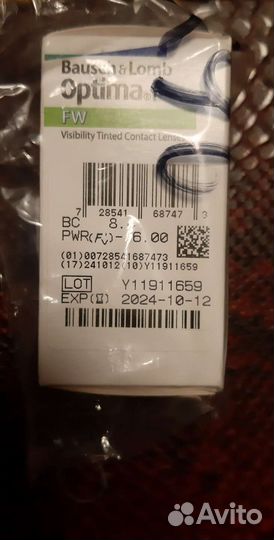 Bausch & Lomb
Optima®
FW
Visibility Tinted Contact Lenses
7 28541 68747 3
BC 8.
PWR(Fv) -6.00
(01)00728541687473
(17)241012(10)Y11911659
LOT Y11911659
EXP 2024-10-12
Avito